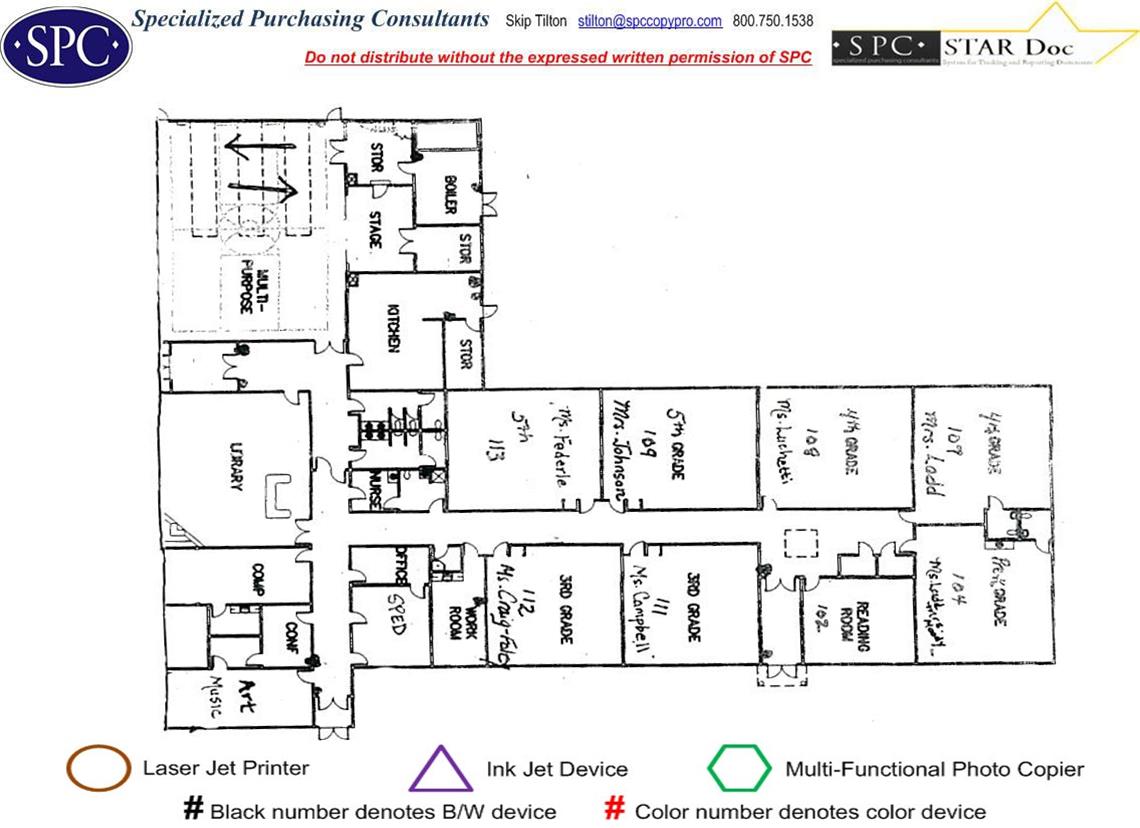 SPC
Specialized Purchasing Consultants Skip Tilton stilton@spccopypro.com 800.750.1538
Do not distribute without the expressed written permission of SPC
SPC STAR Doc
specialized purchasing consultants System for Tracking and Reporting Documents
STOR
BOILER
STAGE
STOR
MULTI-
PURPOSE
KITCHEN
STOR
LIBRARY
NURSE
Ms. Federle
5th
113
5TH GRADE
109
Mrs. Johnson
4TH GRADE
108
Ms. Luchetti
4TH GRADE
107
Mrs. Ladd
COMP
CONF
OFFICE
SPED
WORK
ROOM
3RD GRADE
112
Ms. Craig-Foley
3RD GRADE
111
Ms. Campbell
READING
ROOM
102
GRADE
104
Art
Music
Laser Jet Printer
Ink Jet Device
Multi-Functional Photo Copier
# Black number denotes B/W device
# Color number denotes color device